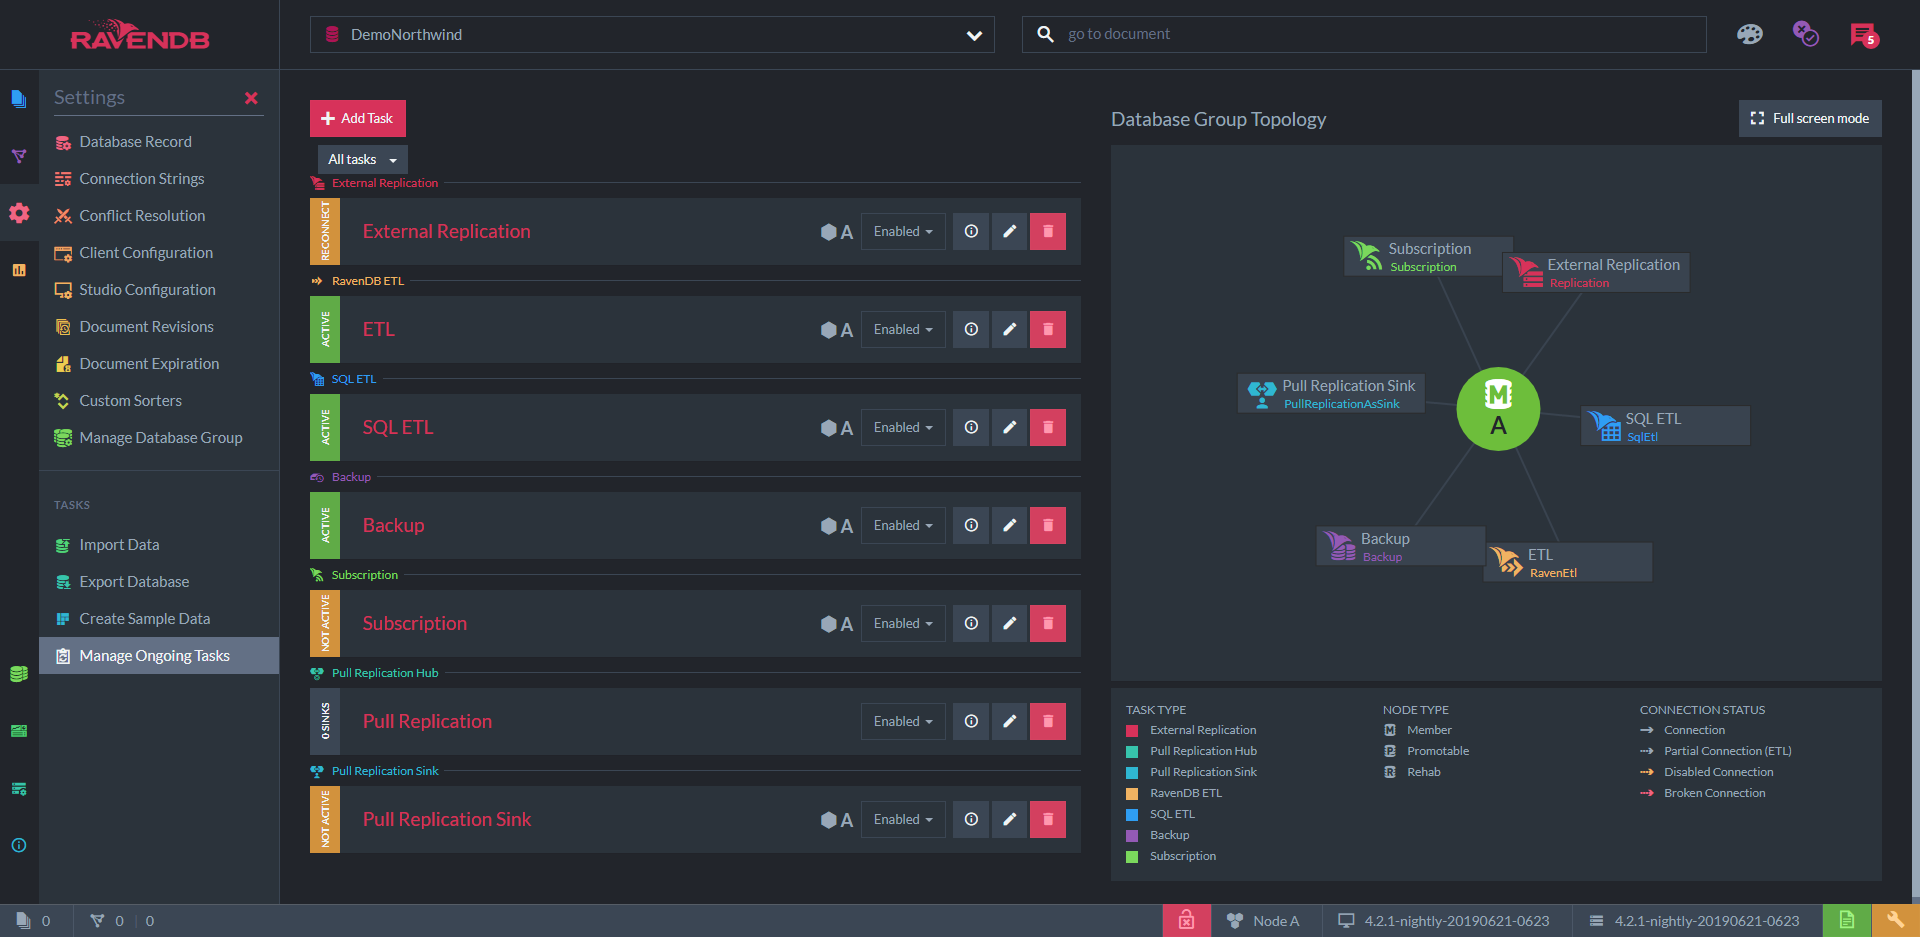 RAVENDB
DemoNorthwind
go to document
5
Settings
Database Record
Connection Strings
Conflict Resolution
Client Configuration
Studio Configuration
Document Revisions
Document Expiration
Custom Sorters
Manage Database Group
TASKS
Import Data
Export Database
Create Sample Data
Manage Ongoing Tasks
Add Task
All tasks
External Replication
RECONNECT
External Replication
A
Enabled
RavenDB ETL
ACTIVE
ETL
A
Enabled
SQL ETL
ACTIVE
SQL ETL
A
Enabled
Backup
ACTIVE
Backup
A
Enabled
Subscription
NOT ACTIVE
Subscription
A
Enabled
Pull Replication Hub
0 SINKS
Pull Replication
Enabled
Pull Replication Sink
NOT ACTIVE
Pull Replication Sink
A
Enabled
Database Group Topology
Full screen mode
Subscription
Subscription
External Replication
Replication
Pull Replication Sink
PullReplicationAsSink
M
A
SQL ETL
SqlEtl
Backup
Backup
ETL
RavenEtl
TASK TYPE
External Replication
Pull Replication Hub
Pull Replication Sink
RavenDB ETL
SQL ETL
Backup
Subscription
NODE TYPE
M Member
P Promotable
R Rehab
CONNECTION STATUS
Connection
Partial Connection (ETL)
Disabled Connection
Broken Connection
0
0 | 0
Node A
4.2.1-nightly-20190621-0623
4.2.1-nightly-20190621-0623